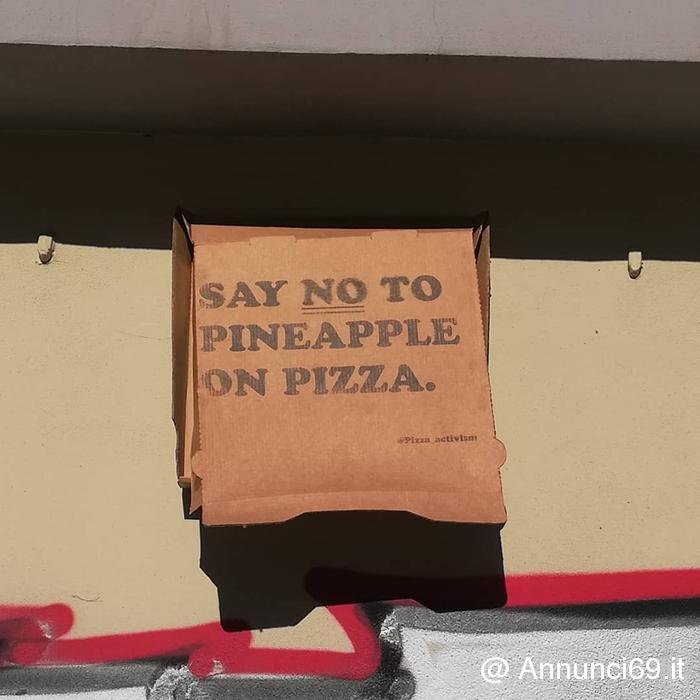 SAY NO TO
PINEAPPLE
ON PIZZA.
@Pizza_activism
@ Annunci69.it